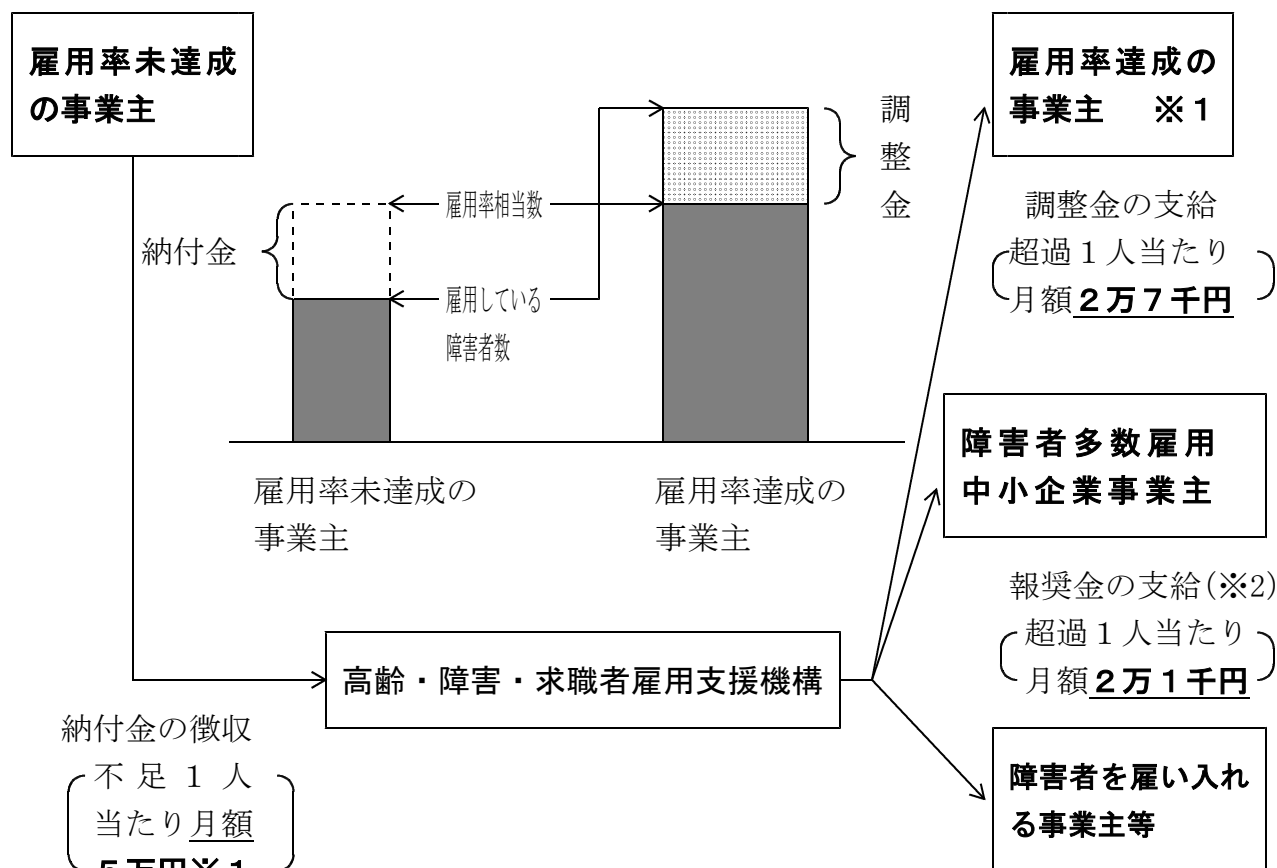 雇用率未達成
の事業主
雇用率達成の
事業主 ※１
調
整
金
雇用率相当数
納付金
雇用している
障害者数
調整金の支給
超過１人当たり
月額２万７千円
障害者多数雇用
中小企業事業主
雇用率未達成の
事業主
雇用率達成の
事業主
報奨金の支給(※2)
超過１人当たり
月額２万１千円
高齢・障害・求職者雇用支援機構
納付金の徴収
不足１人
当たり月額
５万円※１
障害者を雇い入れ
る事業主等